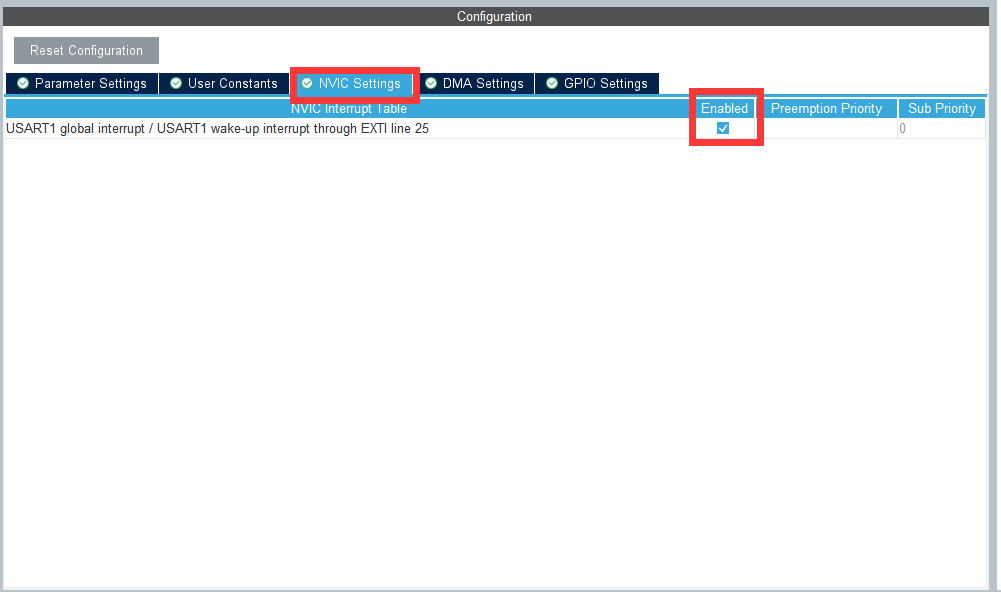 Configuration
Reset Configuration
Parameter Settings User Constants NVIC Settings DMA Settings GPIO Settings
NVIC Interrupt Table Enabled Preemption Priority Sub Priority
USART1 global interrupt / USART1 wake-up interrupt through EXTI line 25 0